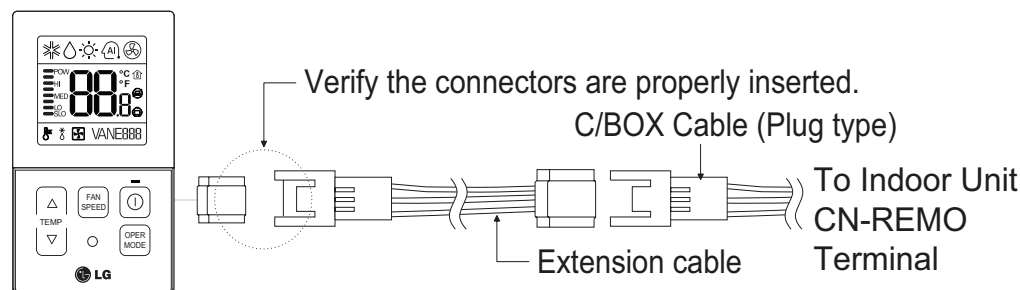 AI
POW
HI
MED
LO
SLO
88.8
°C
°F
VANE888
TEMP
FAN
SPEED
OPER
MODE
LG
Verify the connectors are properly inserted.
C/BOX Cable (Plug type)
Extension cable
To Indoor Unit
CN-REMO
Terminal